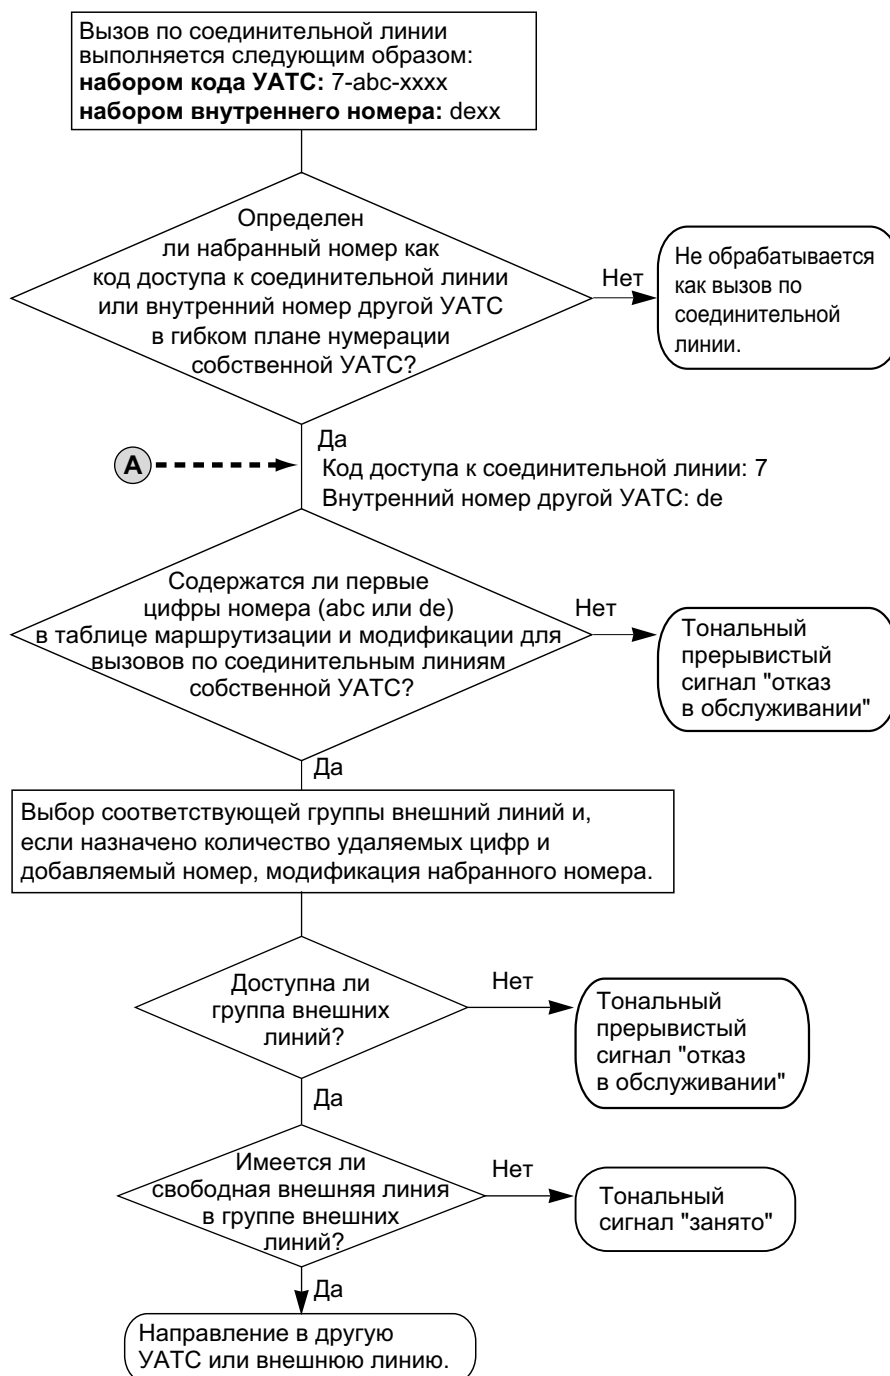 Вызов по соединительной линии
выполняется следующим образом:
набором кода УАТС: 7-abc-xxxx
набором внутреннего номера: dexx
Определен
ли набранный номер как
код доступа к соединительной линии
или внутренний номер другой УАТС
в гибком плане нумерации
собственной УАТС?
Нет
Не обрабатывается
как вызов по
соединительной
линии.
Да
A
Код доступа к соединительной линии: 7
Внутренний номер другой УАТС: de
Содержатся ли первые
цифры номера (abc или de)
в таблице маршрутизации и модификации для
вызовов по соединительным линиям
собственной УАТС?
Нет
Тональный
прерывистый
сигнал "отказ
в обслуживании"
Да
Выбор соответствующей группы внешний линий и,
если назначено количество удаляемых цифр и
добавляемый номер, модификация набранного номера.
Доступна ли
группа внешних
линий?
Нет
Тональный
прерывистый
сигнал "отказ
в обслуживании"
Да
Имеется ли
свободная внешняя линия
в группе внешних
линий?
Нет
Тональный
сигнал "занято"
Да
Направление в другую
УАТС или внешнюю линию.